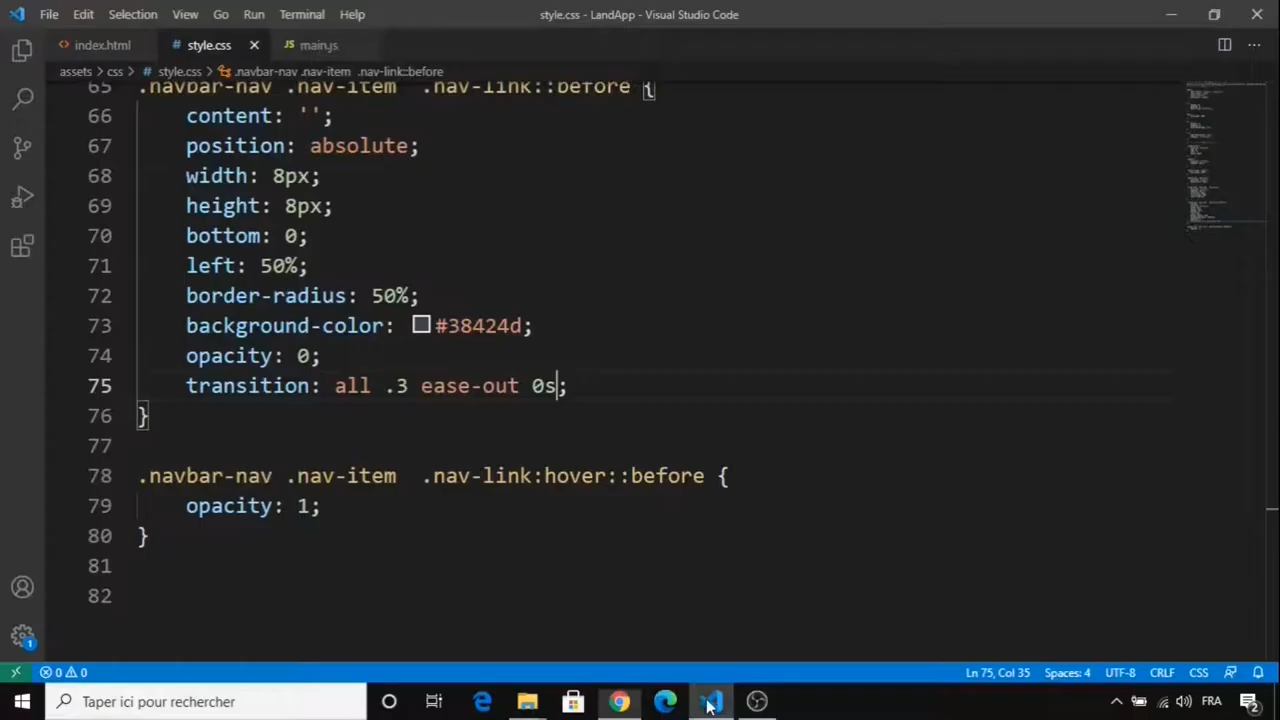 File Edit Selection View Go Run Terminal Help style.css - LandApp - Visual Studio Code
index.html # style.css JS main.js
assets > css > # style.css > .navbar-nav .nav-item .nav-link::before
65 .navbar-nav .nav-item  .nav-link::before {
66 content: '';
67 position: absolute;
68 width: 8px;
69 height: 8px;
70 bottom: 0;
71 left: 50%;
72 border-radius: 50%;
73 background-color: #38424d;
74 opacity: 0;
75 transition: all .3 ease-out 0s;
76 }
77
78 .navbar-nav .nav-item  .nav-link:hover::before {
79 opacity: 1;
80 }
81
82
1
0 0 Ln 75, Col 35 Spaces: 4 UTF-8 CRLF CSS
Taper ici pour rechercher FRA 2